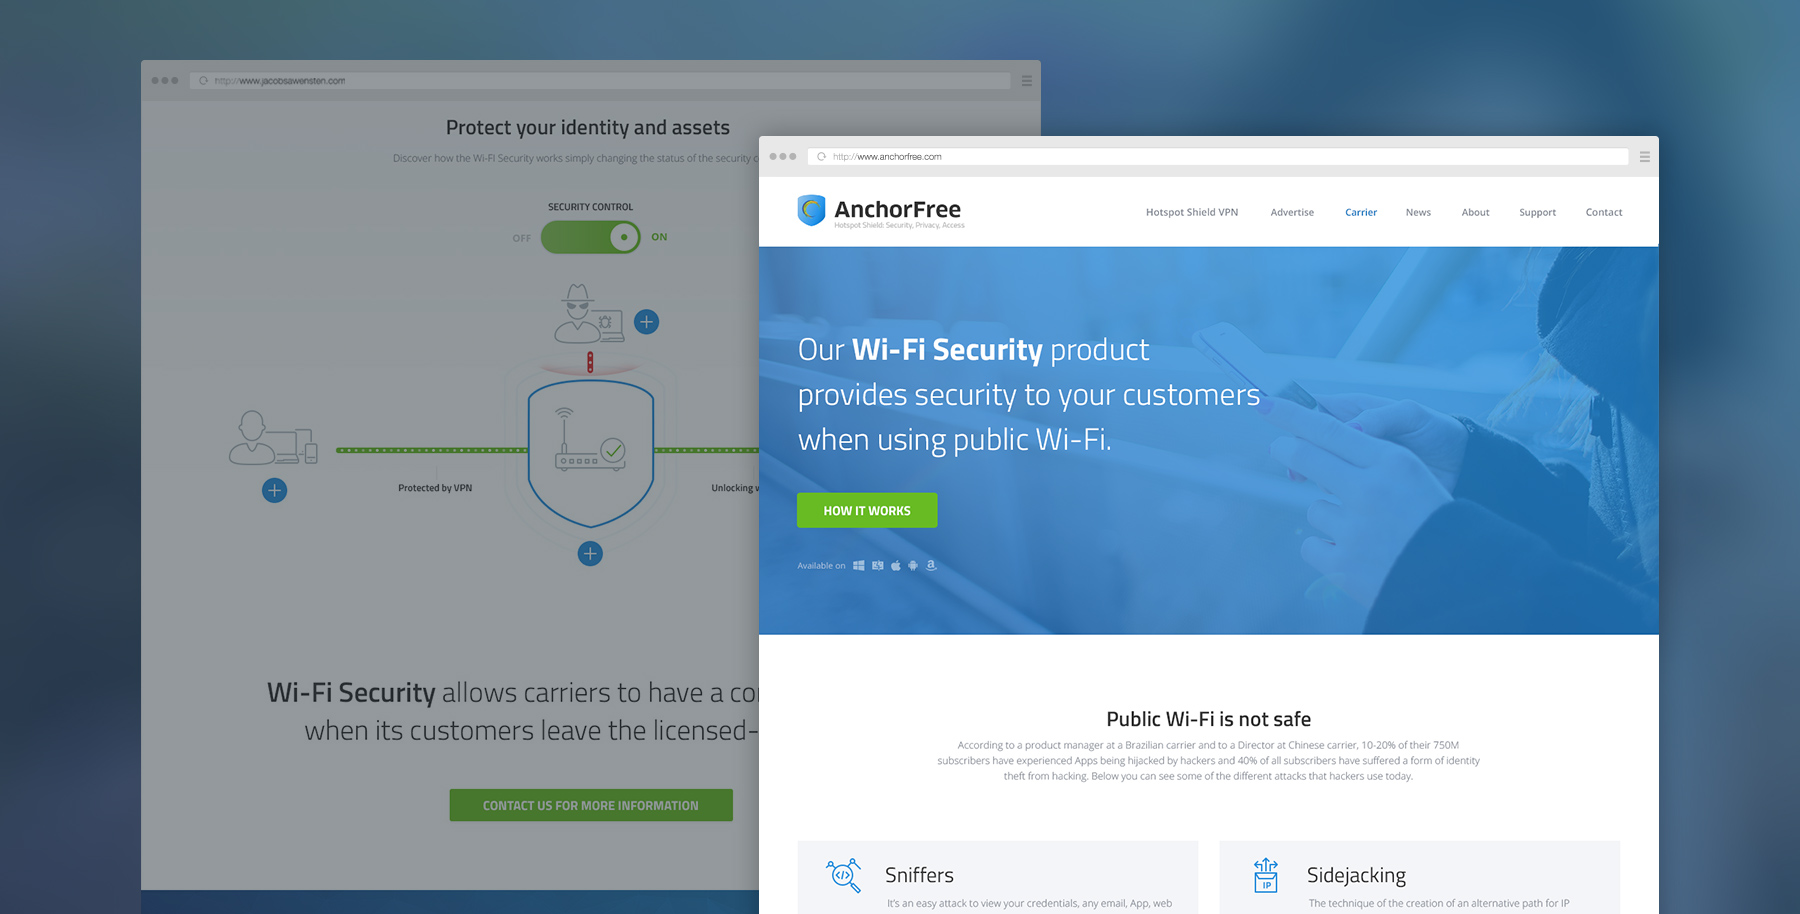 http://www.jacobsawensten.com
Protect your identity and assets
Discover how the Wi-Fi Security works simply changing the status of the security
SECURITY CONTROL
OFF
ON
Protected by VPN
Unlocking
Wi-Fi Security allows carriers to have a
when its customers leave the licensed-
CONTACT US FOR MORE INFORMATION
http://www.anchorfree.com
AnchorFree
Hotspot Shield: Security, Privacy, Access
Hotspot Shield VPN
Advertise
Carrier
News
About
Support
Contact
Our Wi-Fi Security product
provides security to your customers
when using public Wi-Fi.
HOW IT WORKS
Available on
Public Wi-Fi is not safe
According to a product manager at a Brazilian carrier and to a Director at Chinese carrier, 10-20% of their 750M
subscribers have experienced Apps being hijacked by hackers and 40% of all subscribers have suffered a form of identity
theft from hacking. Below you can see some of the different attacks that hackers use today.
Sniffers
It's an easy attack to view your credentials, any email, App, web
IP
Sidejacking
The technique of the creation of an alternative path for IP